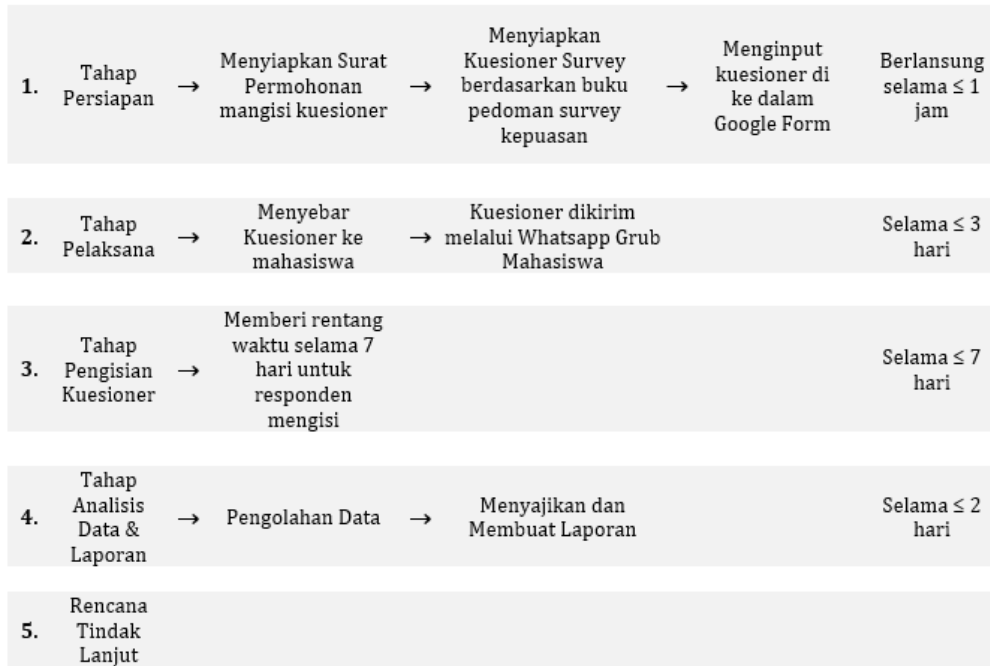 1.
Tahap
Persiapan
→
Menyiapkan Surat
Permohonan
mangisi kuesioner
→
Menyiapkan
Kuesioner Survey
berdasarkan buku
pedoman survey
kepuasan
→
Menginput
kuesioner di
ke dalam
Google Form
Berlansung
selama ≤ 1
jam
2.
Tahap
Pelaksana
→
Menyebar
Kuesioner ke
mahasiswa
→
Kuesioner dikirim
melalui Whatsapp Grub
Mahasiswa
Selama ≤ 3
hari
3.
Tahap
Pengisian
Kuesioner
→
Memberi rentang
waktu selama 7
hari untuk
responden
mengisi
Selama ≤ 7
hari
4.
Tahap
Analisis
Data &
Laporan
→
Pengolahan Data
→
Menyajikan dan
Membuat Laporan
Selama ≤ 2
hari
5.
Rencana
Tindak
Lanjut